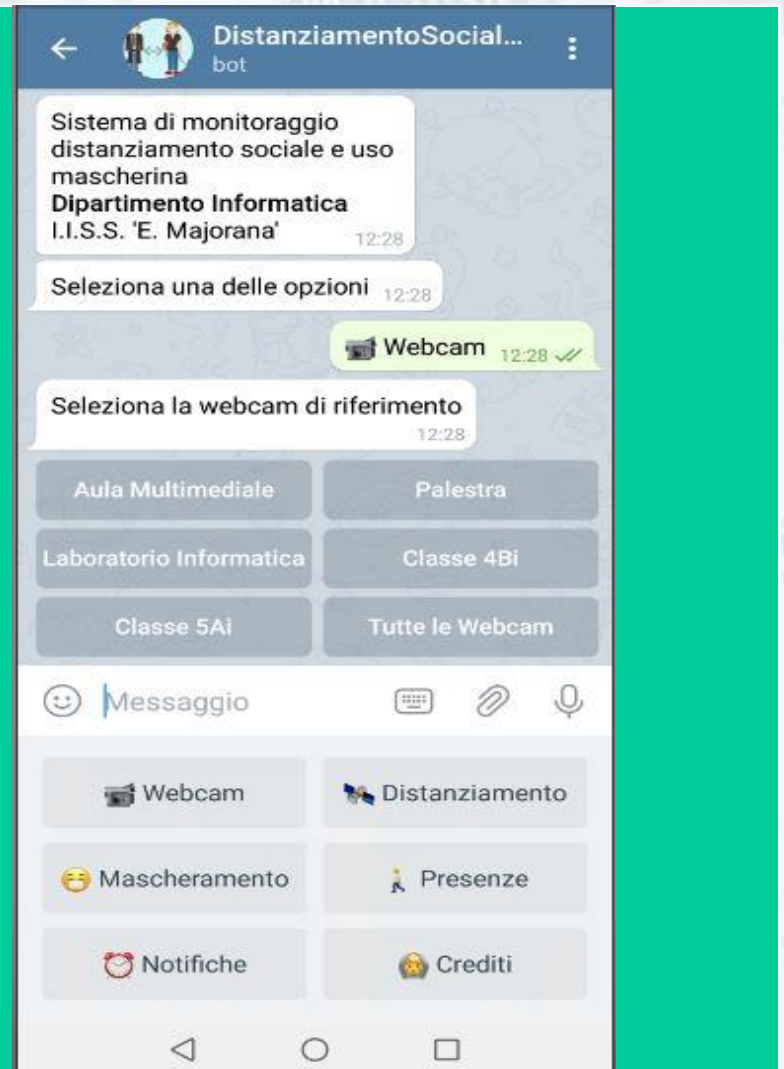 DistanziamentoSocial...
bot
Sistema di monitoraggio
distanziamento sociale e uso
mascherina
Dipartimento Informatica
I.I.S.S. 'E. Majorana'
12:28
Seleziona una delle opzioni 12:28
Webcam 12:28
Seleziona la webcam di riferimento
12:28
Aula Multimediale Palestra
Laboratorio Informatica Classe 4Bi
Classe 5Ai Tutte le Webcam
Messaggio
Webcam Distanziamento
Mascheramento Presenze
Notifiche Crediti